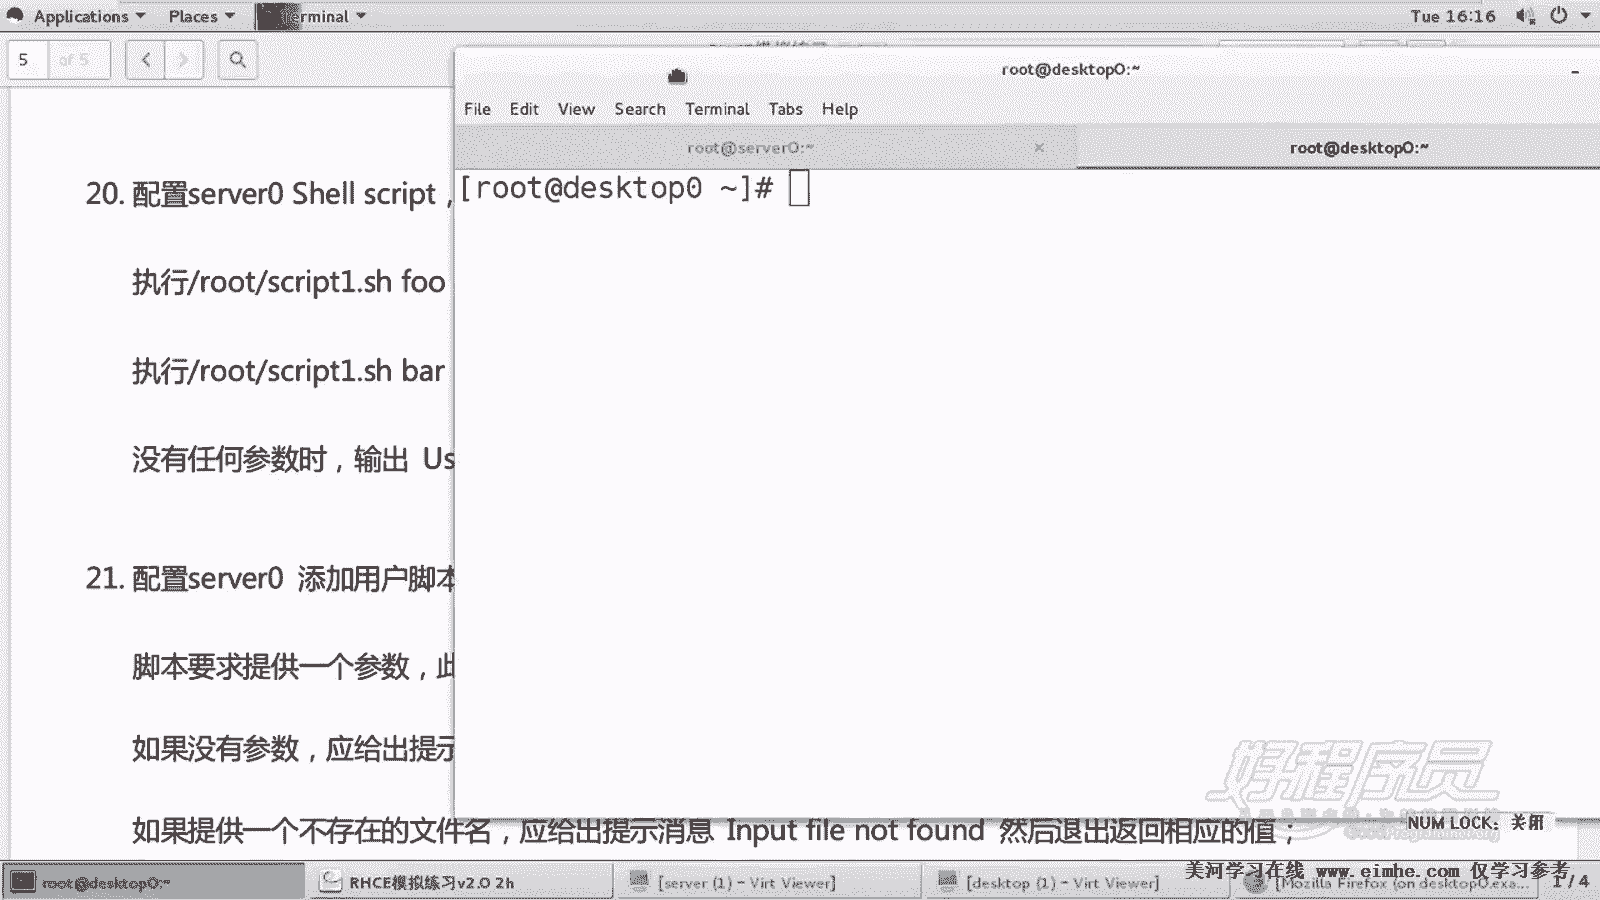 Applications Places Terminal Tue 16:16
5 of 5
root@desktop0:~
File Edit View Search Terminal Tabs Help
root@server0:~ × root@desktop0:~
[root@desktop0 ~]#
20. 配置server0 Shell script，
执行/root/script1.sh foo
执行/root/script1.sh bar
没有任何参数时，输出 Us
21. 配置server0 添加用户脚本
脚本要求提供一个参数，此
如果没有参数，应给出提示
如果提供一个不存在的文件名，应给出提示消息 Input file not found 然后退出返回相应的值；
好程序员
NUM LOCK: 关闭
美河学习在线 www.eimhe.com 仅学习参考
root@desktop0:~ RHCE模拟练习v2.0 2h [server (1) - Virt Viewer] [desktop (1) - Virt Viewer] [Mozilla Firefox (on desktop0.exa... 1 / 4